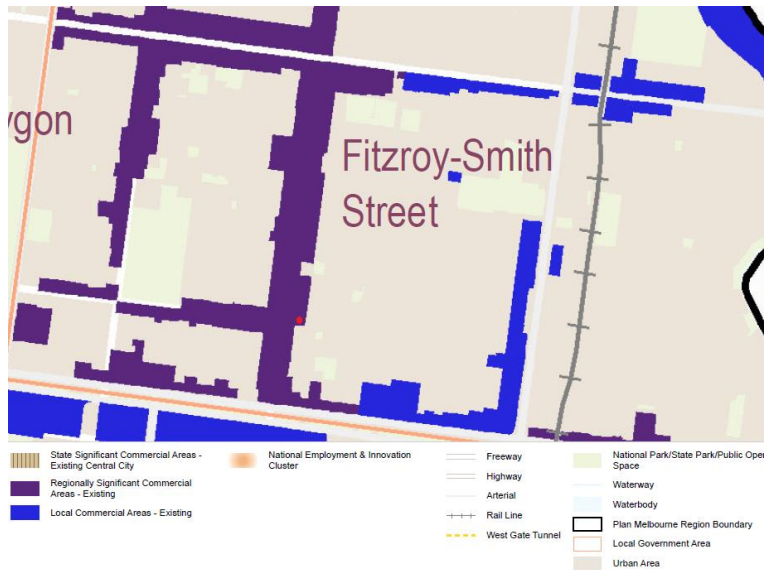 ygon
Fitzroy-Smith
Street
State Significant Commercial Areas -
Existing Central City
Regionally Significant Commercial
Areas - Existing
Local Commercial Areas - Existing
National Employment & Innovation
Cluster
Freeway
Highway
Arterial
Rail Line
West Gate Tunnel
National Park/State Park/Public Open
Space
Waterway
Waterbody
Plan Melbourne Region Boundary
Local Government Area
Urban Area